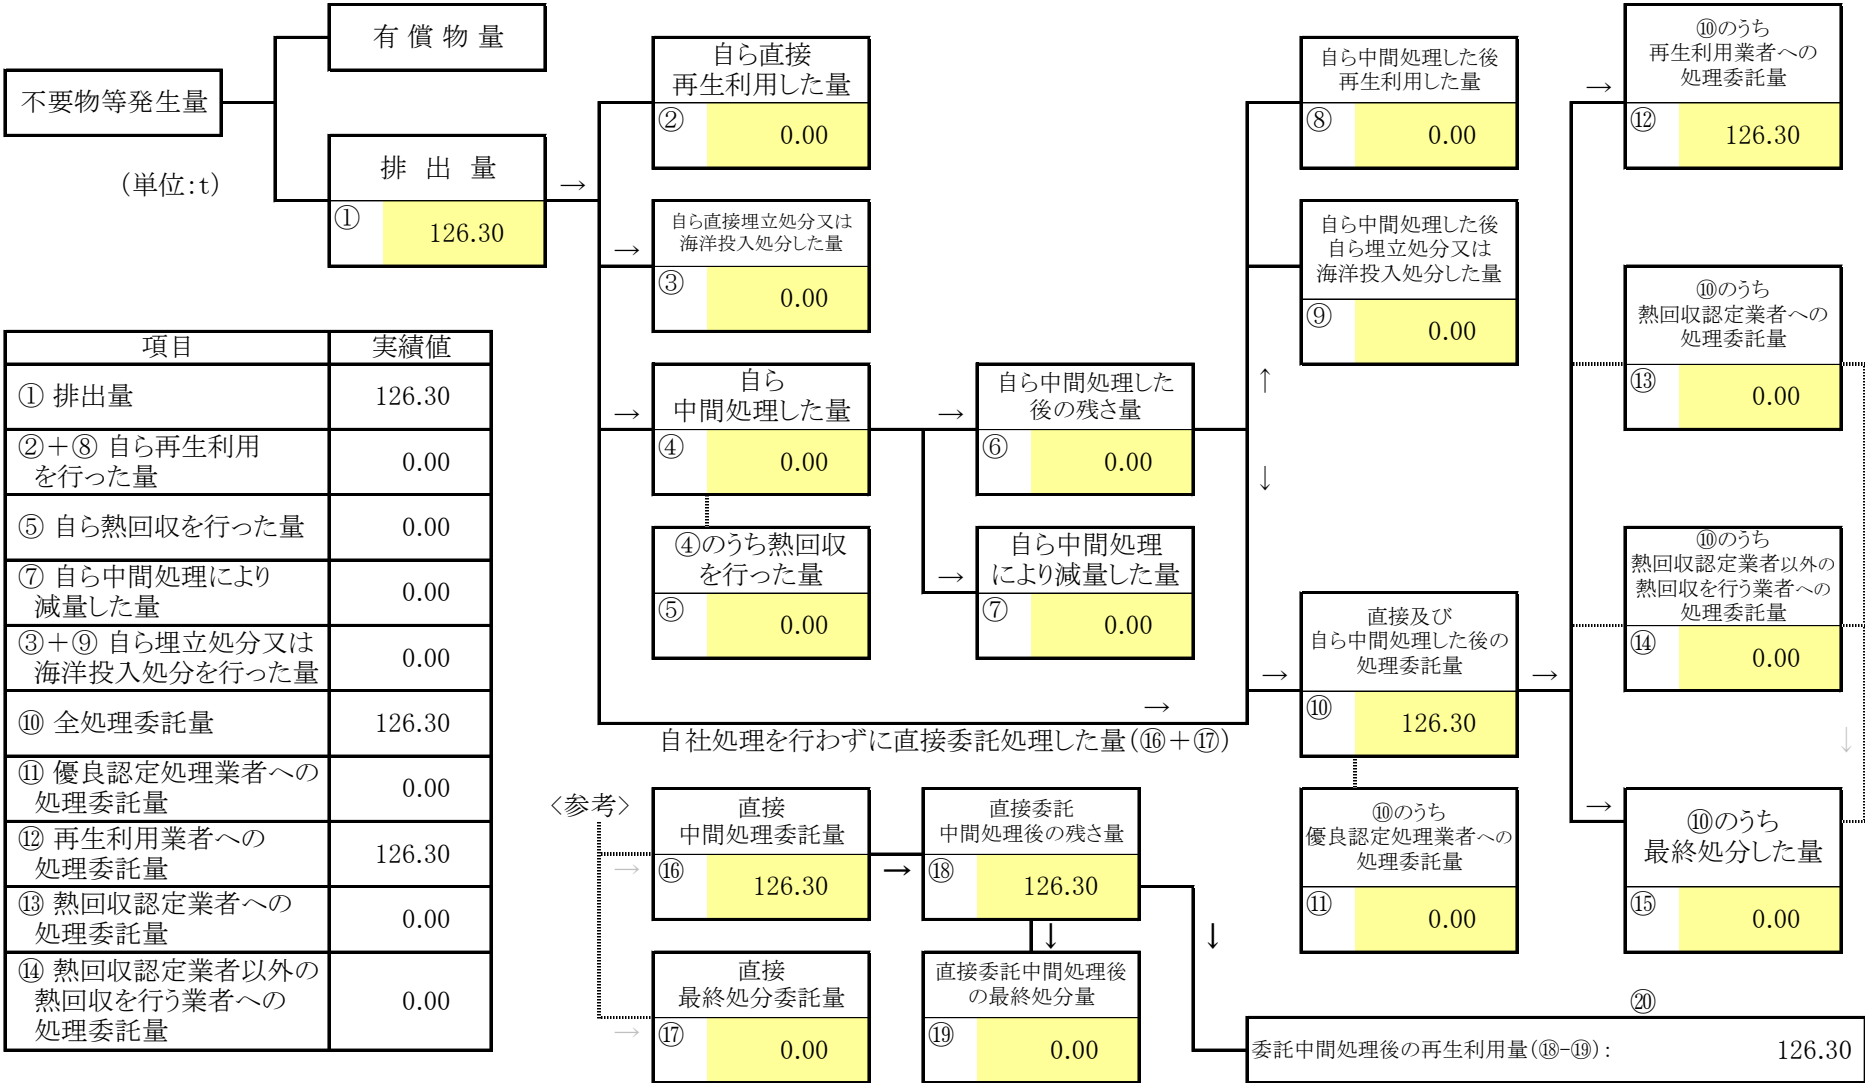 不要物等発生量
有 償 物 量
(単位:t)
排 出 量
①
126.30
→
自ら直接
再生利用した量
②
0.00
→
自ら直接埋立処分又は
海洋投入処分した量
③
0.00
→
自ら
中間処理した量
④
0.00
④のうち熱回収
を行った量
⑤
0.00
→
自ら中間処理した
後の残さ量
⑥
0.00
→
自ら中間処理
により減量した量
⑦
0.00
↑
↓
自ら中間処理した後
再生利用した量
⑧
0.00
自ら中間処理した後
自ら埋立処分又は
海洋投入処分した量
⑨
0.00
→
自社処理を行わずに直接委託処理した量(⑯+⑰)
→
直接及び
自ら中間処理した後の
処理委託量
⑩
126.30
→
⑩のうち
優良認定処理業者への
処理委託量
⑪
0.00
→
⑩のうち
再生利用業者への
処理委託量
⑫
126.30
⑩のうち
熱回収認定業者への
処理委託量
⑬
0.00
⑩のうち
熱回収認定業者以外の
熱回収を行う業者への
処理委託量
⑭
0.00
↓
→
⑩のうち
最終処分した量
⑮
0.00
項目 実績値
① 排出量 126.30
②+⑧ 自ら再生利用
を行った量 0.00
⑤ 自ら熱回収を行った量 0.00
⑦ 自ら中間処理により
減量した量 0.00
③+⑨ 自ら埋立処分又は
海洋投入処分を行った量 0.00
⑩ 全処理委託量 126.30
⑪ 優良認定処理業者への
処理委託量 0.00
⑫ 再生利用業者への
処理委託量 126.30
⑬ 熱回収認定業者への
処理委託量 0.00
⑭ 熱回収認定業者以外の
熱回収を行う業者への
処理委託量 0.00
<参考>
→
直接
中間処理委託量
⑯
126.30
→
直接委託
中間処理後の残さ量
⑱
126.30
↓
↓
→
直接
最終処分委託量
⑰
0.00
直接委託中間処理後
の最終処分量
⑲
0.00
⑳
委託中間処理後の再生利用量(⑱-⑲): 126.30